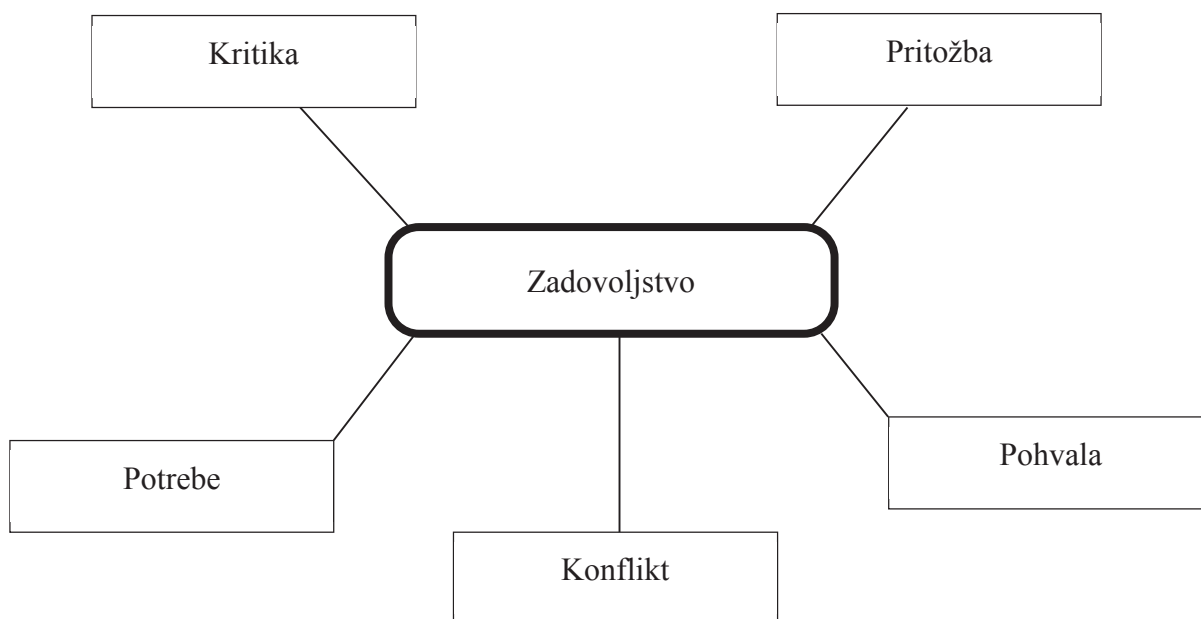 Kritika
Pritožba
Zadovoljstvo
Potrebe
Pohvala
Konflikt